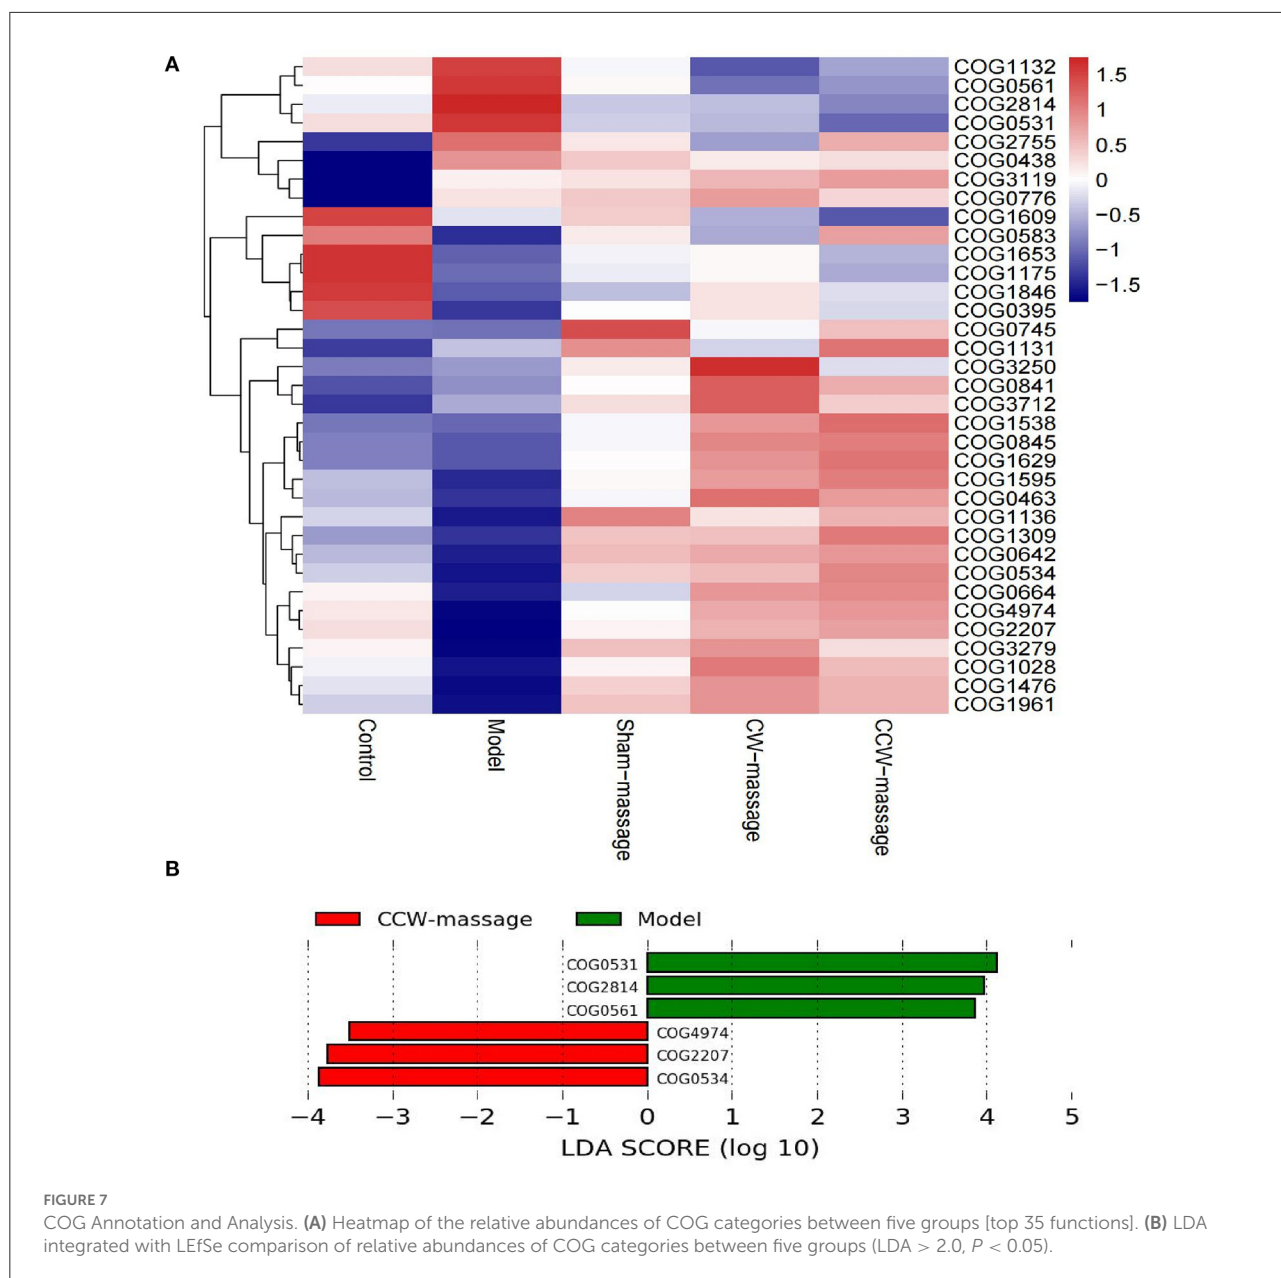 A
COG1132
COG0561
COG2814
COG0531
COG2755
COG0438
COG3119
COG0776
COG1609
COG0583
COG1653
COG1175
COG1846
COG0395
COG0745
COG1131
COG3250
COG0841
COG3712
COG1538
COG0845
COG1629
COG1595
COG0463
COG1136
COG1309
COG0642
COG0534
COG0664
COG4974
COG2207
COG3279
COG1028
COG1476
COG1961
1.5
1
0.5
0
−0.5
−1
−1.5
Control
Model
Sham−massage
CW−massage
CCW−massage
B
CCW-massage Model
COG0531
COG2814
COG0561
COG4974
COG2207
COG0534
−4 −3 −2 −1 0 1 2 3 4 5
LDA SCORE (log 10)
FIGURE 7
COG Annotation and Analysis. (A) Heatmap of the relative abundances of COG categories between five groups [top 35 functions]. (B) LDA
integrated with LEfSe comparison of relative abundances of COG categories between five groups (LDA > 2.0, P < 0.05).